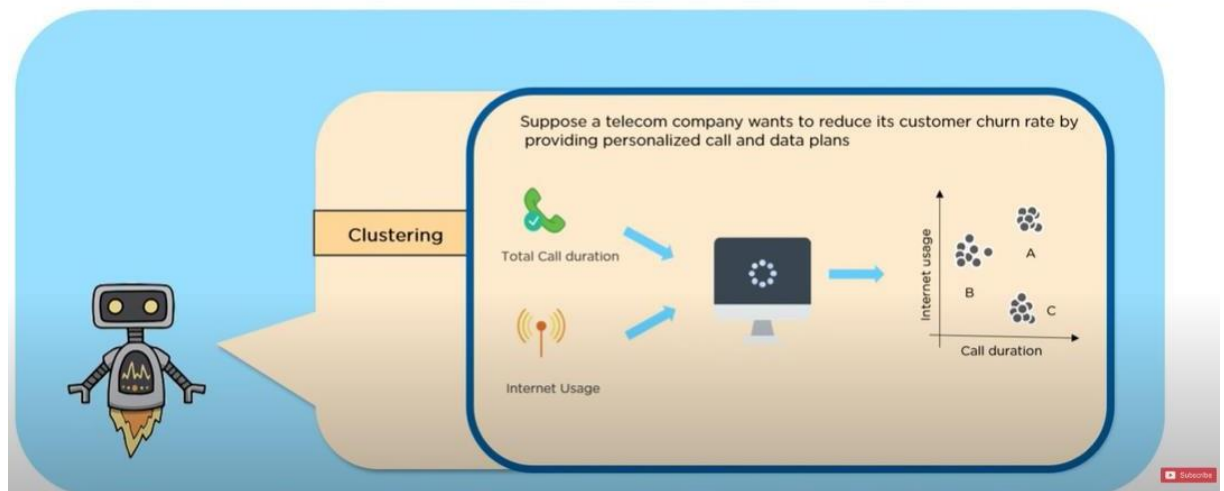 Suppose a telecom company wants to reduce its customer churn rate by
providing personalized call and data plans
Clustering
Total Call duration
Internet Usage
Internet usage
A
B
C
Call duration
Subscribe